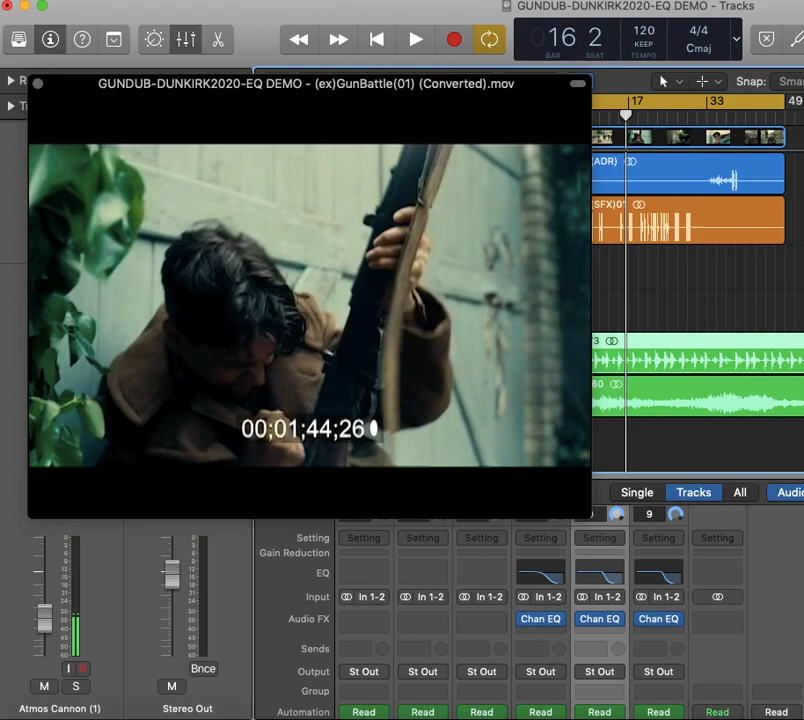 GUNDUB-DUNKIRK2020-EQ DEMO - Tracks
16 2
BAR BEAT
120
KEEP
TEMPO
4/4
Cmaj
GUNDUB-DUNKIRK2020-EQ DEMO - (ex)GunBattle(01) (Converted).mov
Snap:
17 33 49
(ADR)
00;01;44;26
Single Tracks All
9
Setting Setting Setting Setting Setting Setting Setting Setting
Gain Reduction
EQ
Input In 1-2 In 1-2 In 1-2 In 1-2 In 1-2 In 1-2
Audio FX Chan EQ Chan EQ Chan EQ
Sends
Output St Out St Out St Out St Out St Out St Out
Group
Automation Read Read Read Read Read Read Read Read
I R
Bnce
M S M
Atmos Cannon (1) Stereo Out